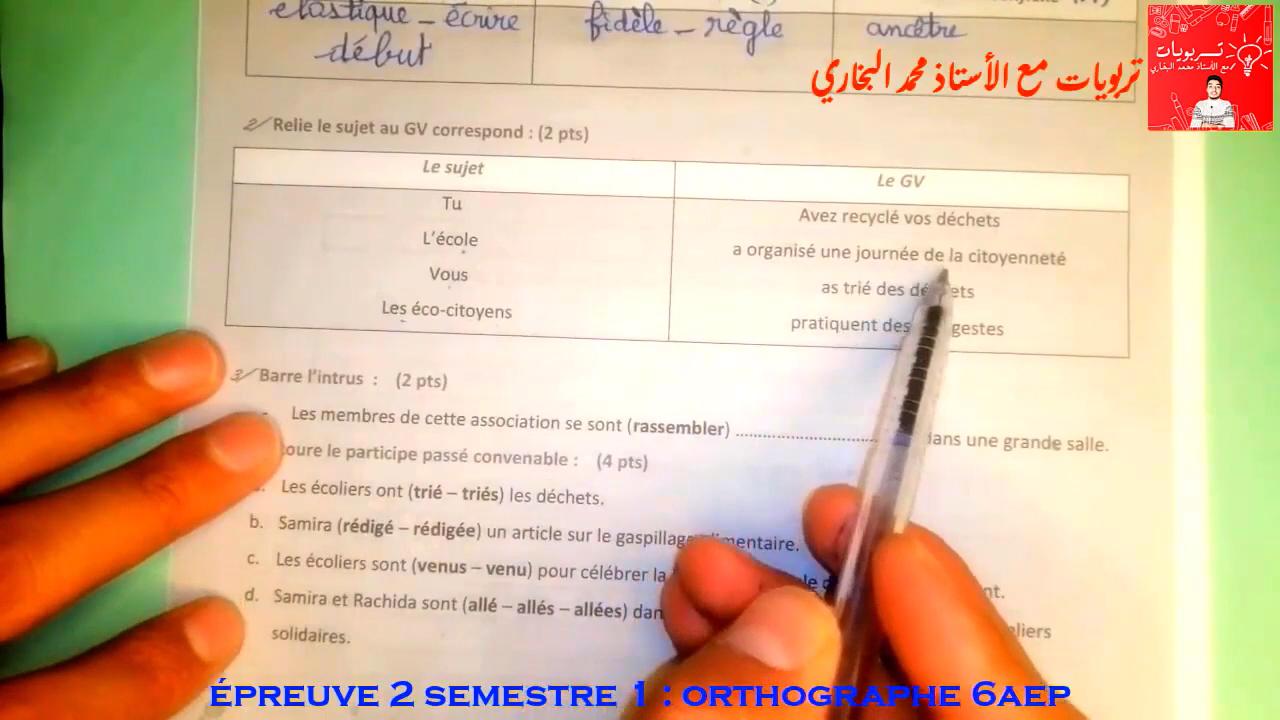 élastique – écrire
début
fidèle – règle
ancêtre
تربويات مع الأستاذ محمد البخاري
تربويات
مع الأستاذ محمد البخاري
2/ Relie le sujet au GV correspond : (2 pts)
Le sujet
Le GV
Tu
Avez recyclé vos déchets
L'école
a organisé une journée de la citoyenneté
Vous
as trié des
Les éco-citoyens
pratiquent des gestes
3/ Barre l'intrus : (2 pts)
Les membres de cette association se sont (rassembler) ........................ dans une grande salle.
le participe passé convenable : (4 pts)
Les écoliers ont (trié – triés) les déchets.
b. Samira (rédigé – rédigée) un article sur le gaspillage alimentaire.
c. Les écoliers sont (venus – venu) pour célébrer la
d. Samira et Rachida sont (allé – allés – allées)
solidaires.
épreuve 2 semestre 1 : orthographe 6aep